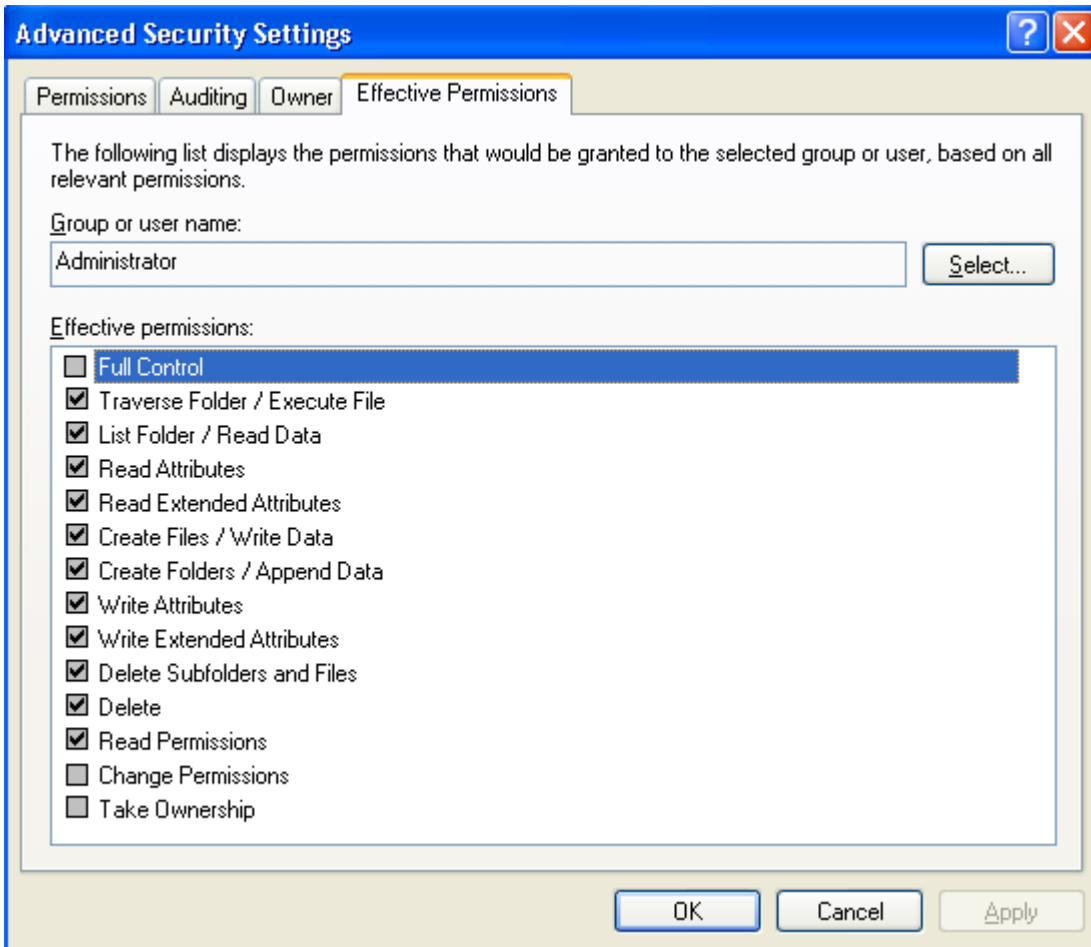 Advanced Security Settings
Permissions Auditing Owner Effective Permissions
The following list displays the permissions that would be granted to the selected group or user, based on all
relevant permissions.
Group or user name:
Administrator
Select...
Effective permissions:
Full Control
Traverse Folder / Execute File
List Folder / Read Data
Read Attributes
Read Extended Attributes
Create Files / Write Data
Create Folders / Append Data
Write Attributes
Write Extended Attributes
Delete Subfolders and Files
Delete
Read Permissions
Change Permissions
Take Ownership
OK Cancel Apply